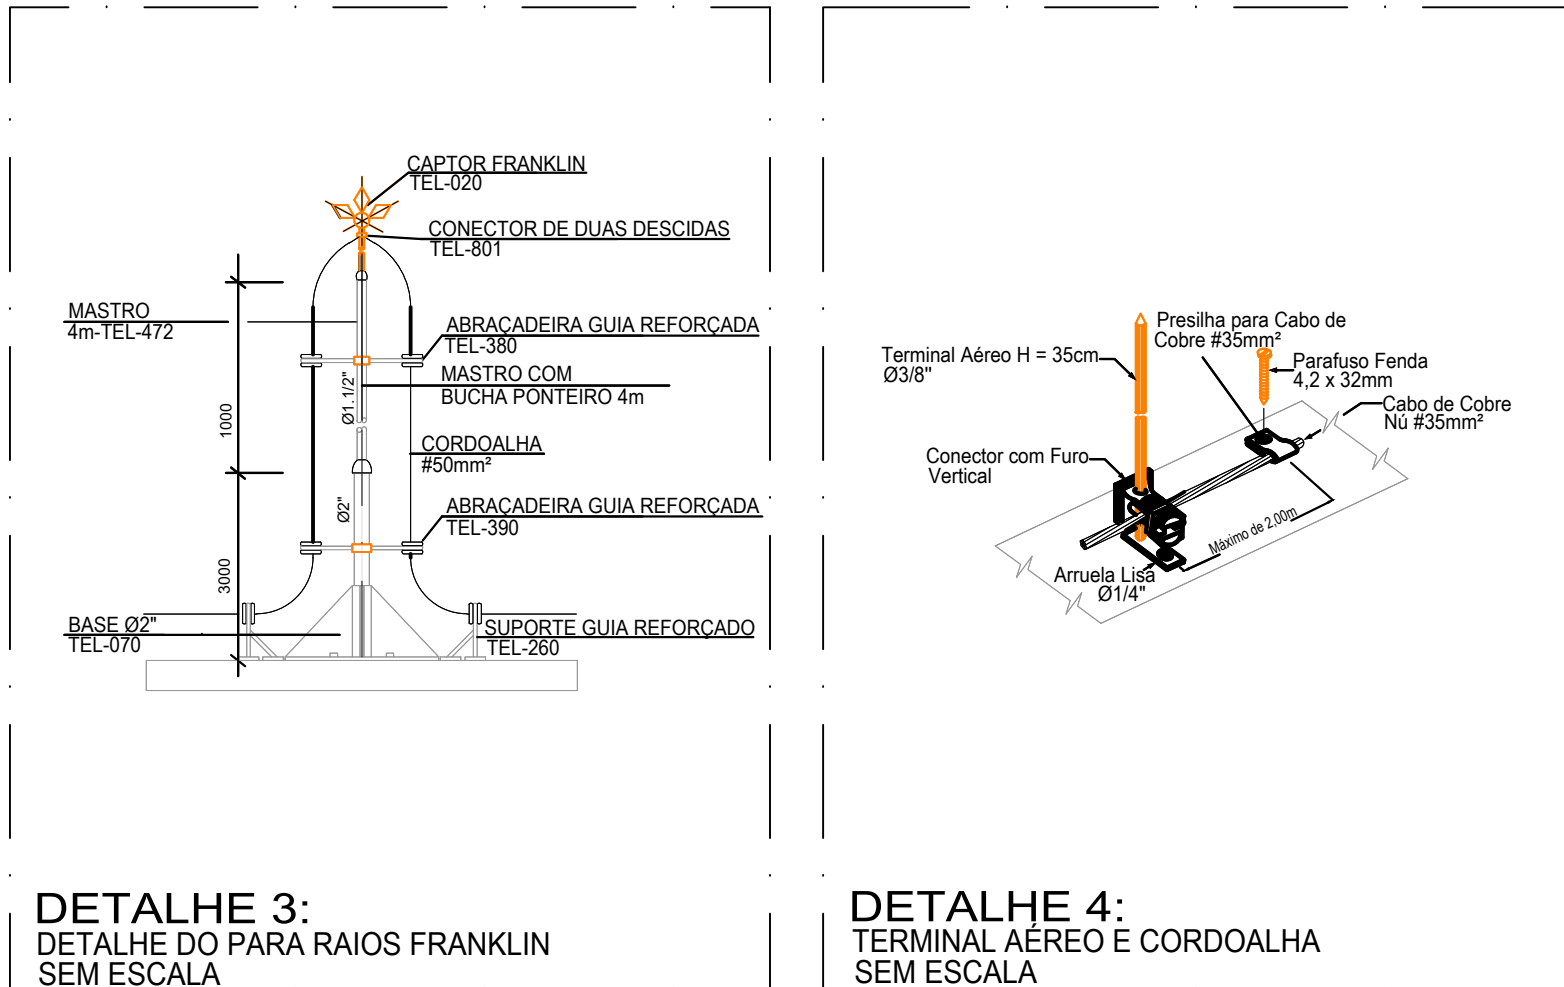 CAPTOR FRANKLIN
TEL-020
CONECTOR DE DUAS DESCIDAS
TEL-801
MASTRO
4m-TEL-472
ABRAÇADEIRA GUIA REFORÇADA
TEL-380
MASTRO COM
BUCHA PONTEIRO 4m
Ø1.1/2"
1000
CORDOALHA
#50mm²
Ø2"
ABRAÇADEIRA GUIA REFORÇADA
TEL-390
3000
BASE Ø2"
TEL-070
SUPORTE GUIA REFORÇADO
TEL-260
DETALHE 3:
DETALHE DO PARA RAIOS FRANKLIN
SEM ESCALA
Presilha para Cabo de
Cobre #35mm²
Terminal Aéreo H = 35cm
Ø3/8"
Parafuso Fenda
4,2 x 32mm
Cabo de Cobre
Nú #35mm²
Conector com Furo
Vertical
Máximo de 2,00m
Arruela Lisa
Ø1/4"
DETALHE 4:
TERMINAL AÉREO E CORDOALHA
SEM ESCALA